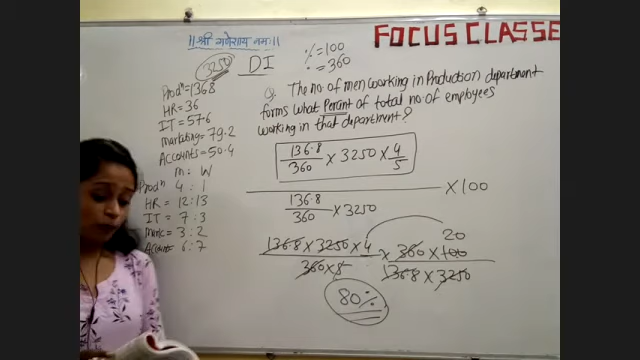 || श्री गणेशाय नमः ||
FOCUS CLASSE
% = 100
° = 360
3250
DI
Prodⁿ = 1368
HR = 36
IT = 57.6
Marketing = 79.2
Accounts = 50.4
M : W
Prodⁿ 4 : 1
HR = 12 : 13
IT = 7 : 3
Mark = 3 : 2
Account = 6 : 7
Q. The no. of men working in Production department
forms what Percent of total no. of employees
working in that department?
136.8/360 × 3250 × 4/5
× 100
136.8/360 × 3250
136.8 × 3250 × 4 / 360 × 5 × 360 × 100 / 136.8 × 3250
20
80%